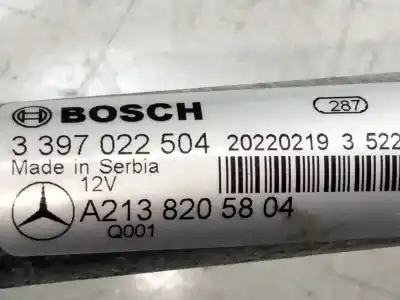 BOSCH 287
3 397 022 504 20220219 3 522
Made in Serbia
12V
A213 820 58 04
Q001